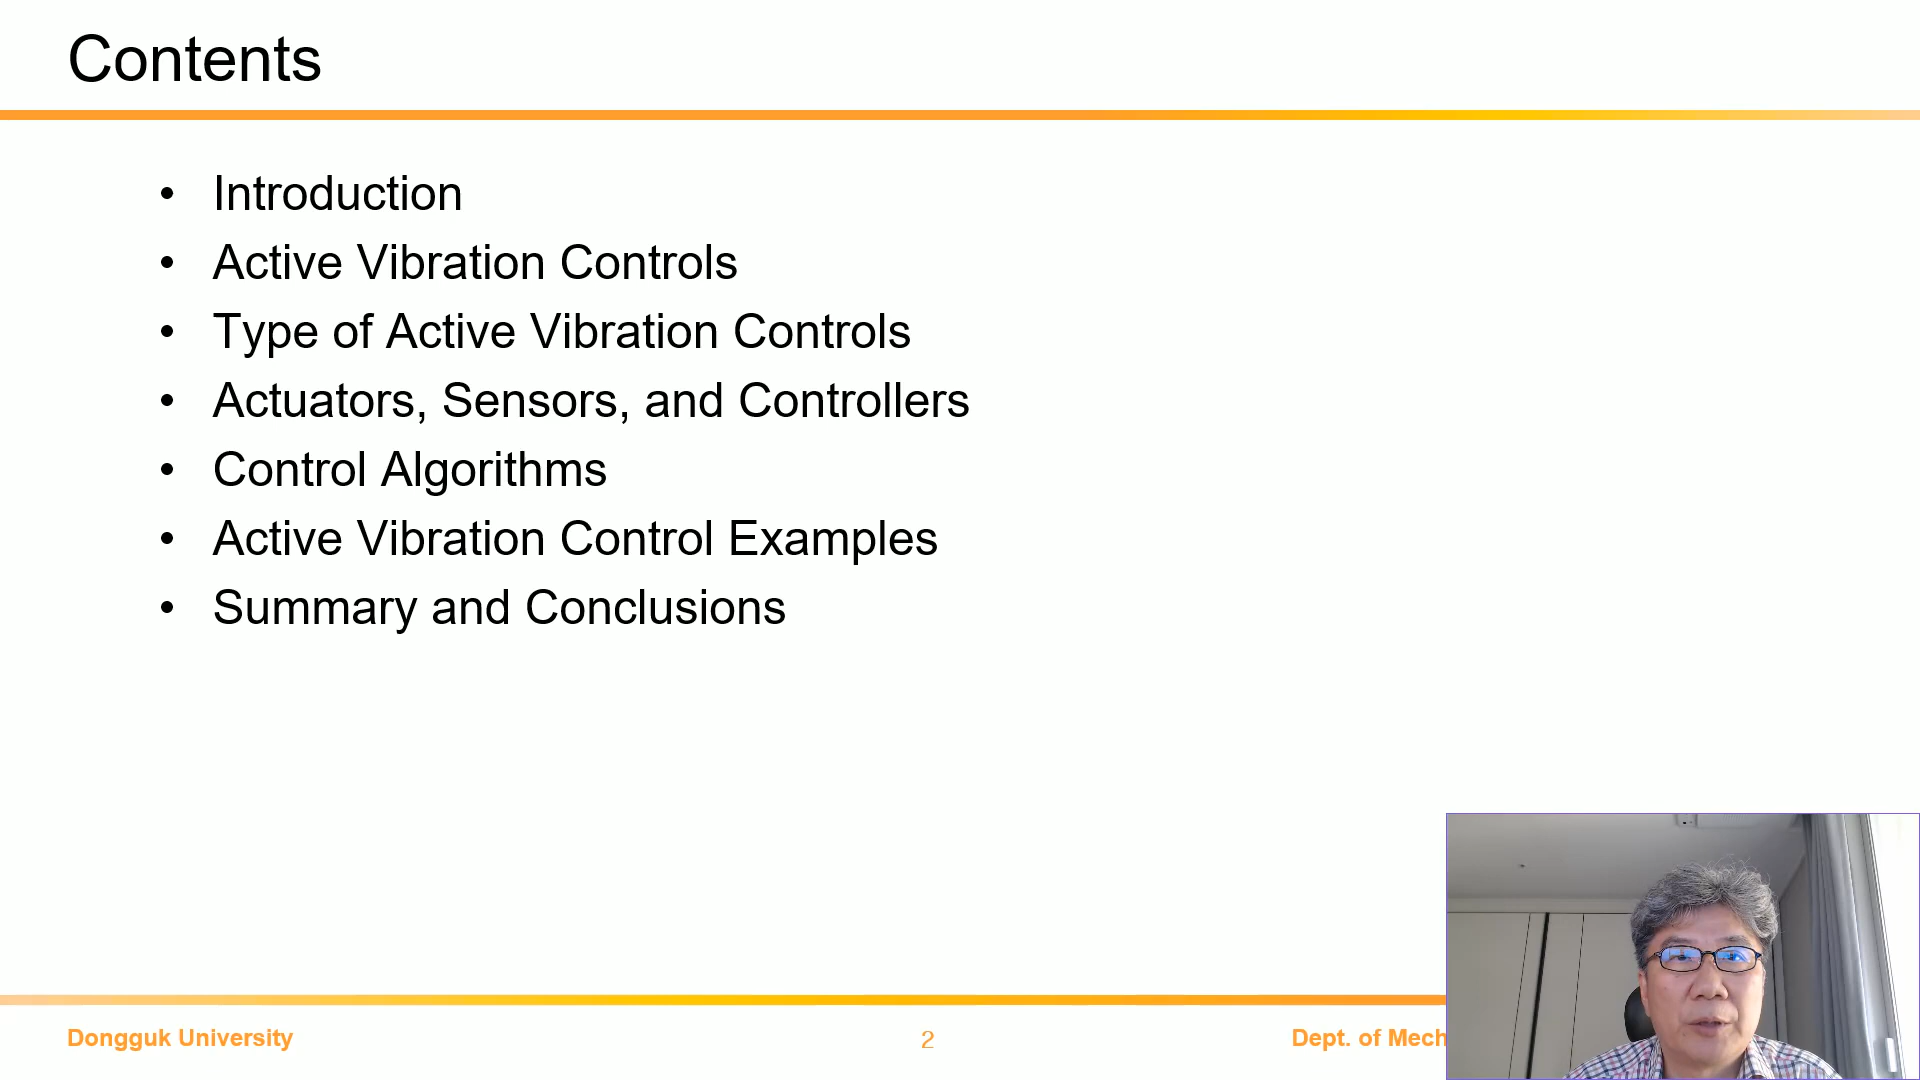 Contents
• Introduction
• Active Vibration Controls
• Type of Active Vibration Controls
• Actuators, Sensors, and Controllers
• Control Algorithms
• Active Vibration Control Examples
• Summary and Conclusions
Dongguk University
2
Dept. of Mech